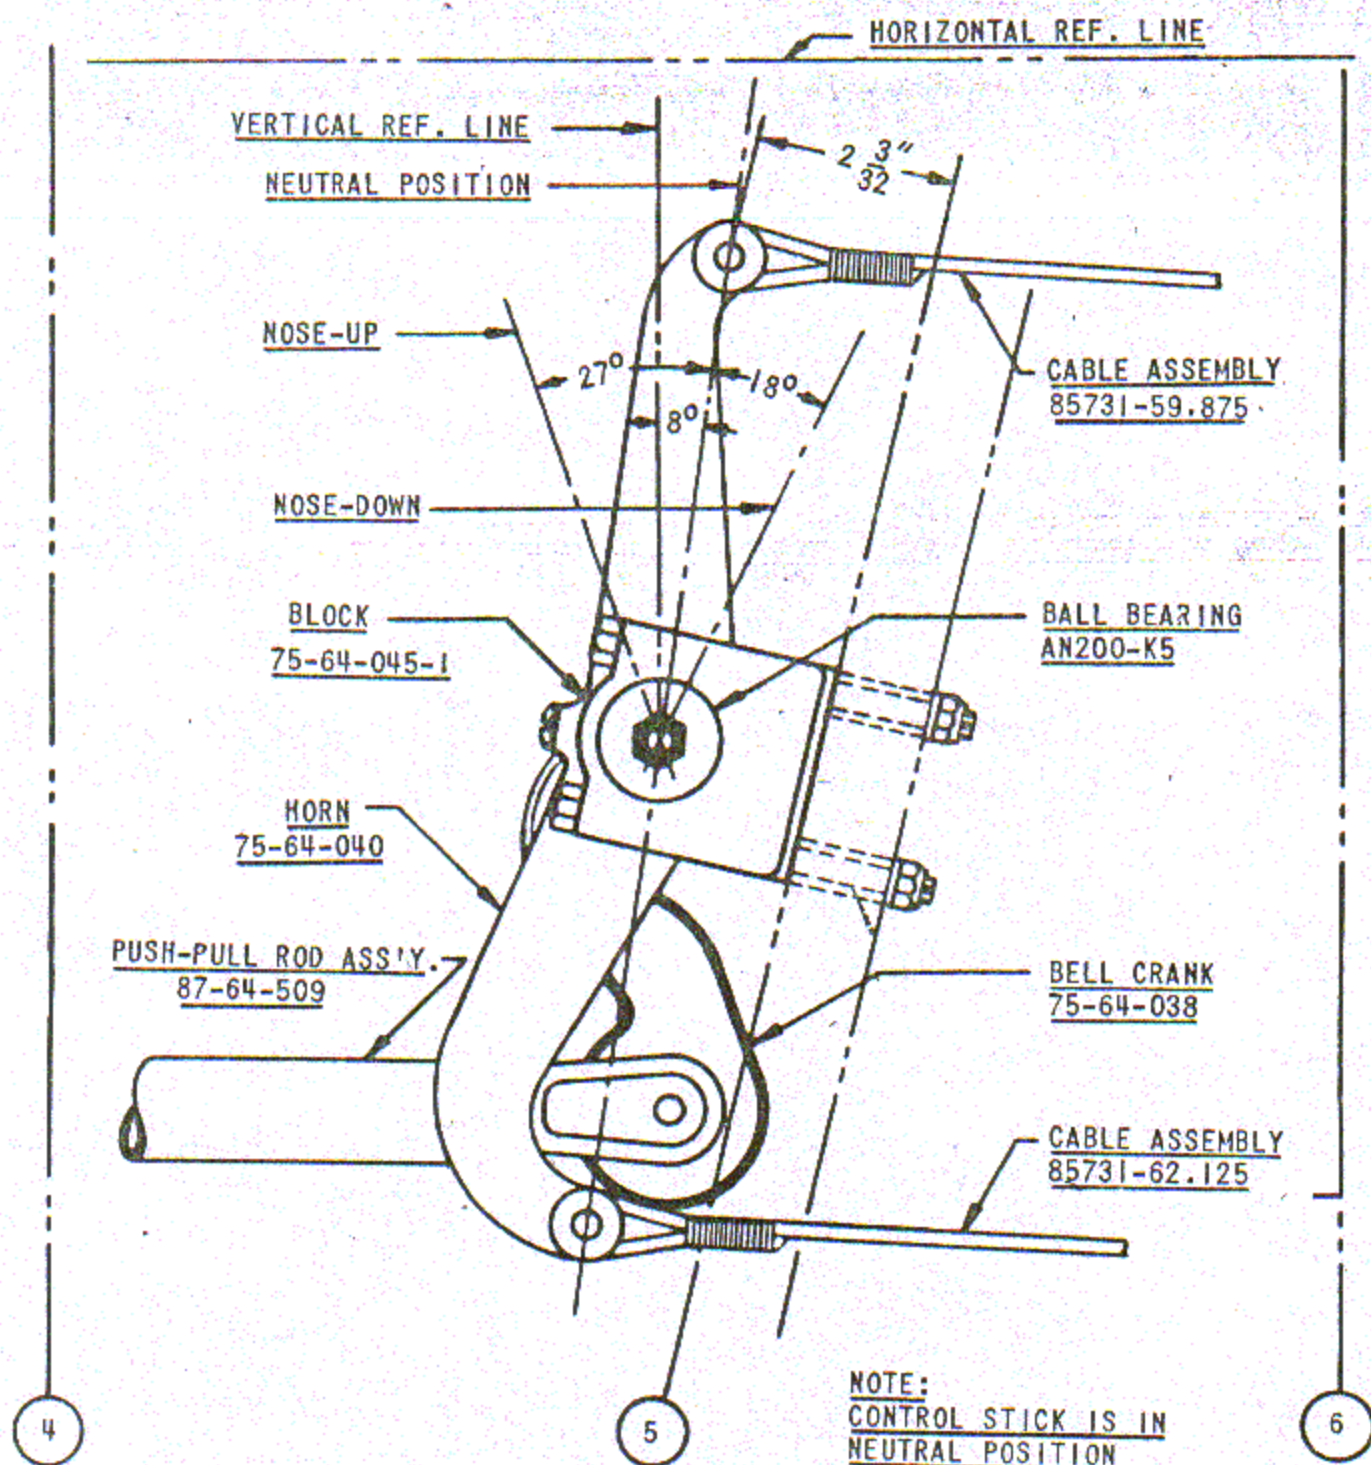 HORIZONTAL REF. LINE
VERTICAL REF. LINE
NEUTRAL POSITION
2 3/32"
NOSE-UP
27°
18°
8°
CABLE ASSEMBLY
85731-59.875
NOSE-DOWN
BLOCK
75-64-045-1
BALL BEARING
AN200-K5
HORN
75-64-040
PUSH-PULL ROD ASS'Y.
87-64-509
BELL CRANK
75-64-038
CABLE ASSEMBLY
85731-62.125
NOTE:
CONTROL STICK IS IN
NEUTRAL POSITION
4
5
6